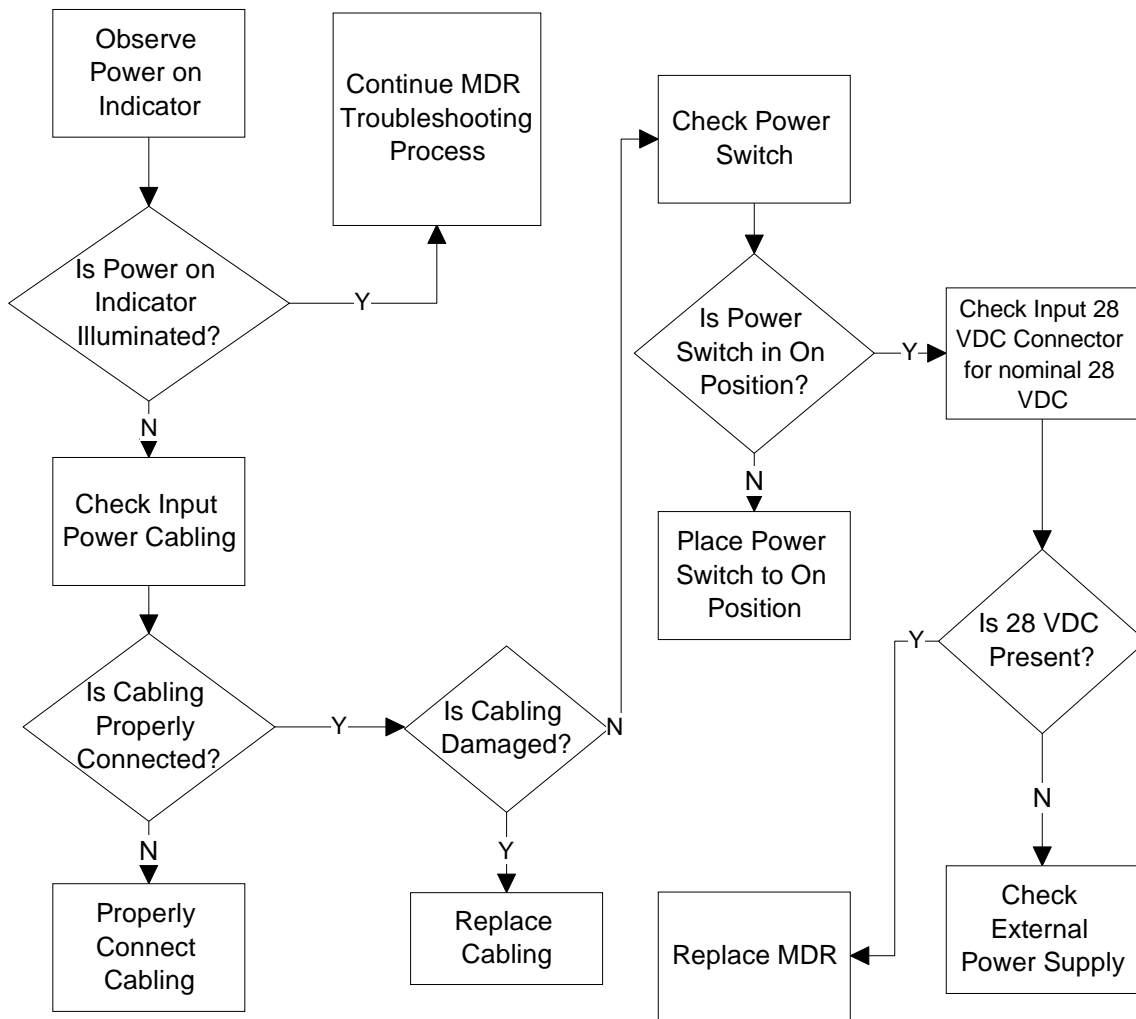 Observe
Power on
Indicator
Is Power on
Indicator
Illuminated?
Y
Continue MDR
Troubleshooting
Process
N
Check Input
Power Cabling
Is Cabling
Properly
Connected?
N
Properly
Connect
Cabling
Y
Is Cabling
Damaged?
Y
Replace
Cabling
N
Check Power
Switch
Is Power
Switch in On
Position?
N
Place Power
Switch to On
Position
Y
Check Input 28
VDC Connector
for nominal 28
VDC
Is 28 VDC
Present?
Y
Replace MDR
N
Check
External
Power Supply